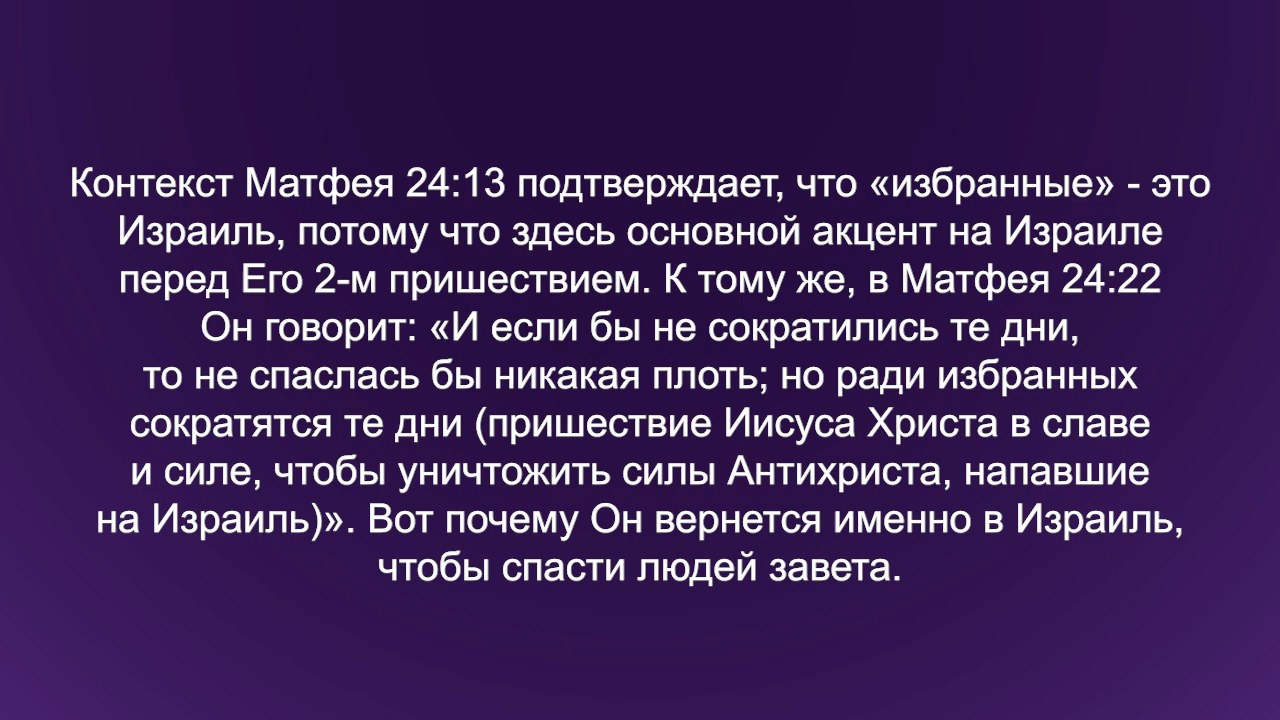 Контекст Матфея 24:13 подтверждает, что «избранные» - это
Израиль, потому что здесь основной акцент на Израиле
перед Его 2-м пришествием. К тому же, в Матфея 24:22
Он говорит: «И если бы не сократились те дни,
то не спаслась бы никакая плоть; но ради избранных
сократятся те дни (пришествие Иисуса Христа в славе
и силе, чтобы уничтожить силы Антихриста, напавшие
на Израиль)». Вот почему Он вернется именно в Израиль,
чтобы спасти людей завета.